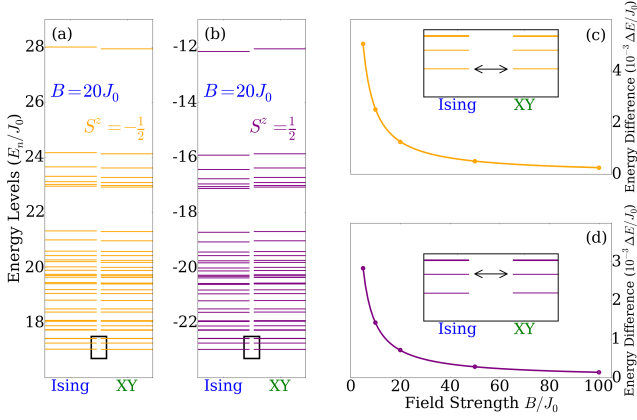 (a)
28
26
24
22
20
18
Energy Levels (Eₙ/J₀)
B=20J₀
Sᶻ=-1/2
Ising
XY
(b)
-12
-14
-16
-18
-20
-22
B=20J₀
Sᶻ=1/2
Ising
XY
(c)
Ising
XY
4
2
0
Energy Difference (10⁻³ ΔE/J₀)
(d)
Ising
XY
3
2
1
0
Energy Difference (10⁻³ ΔE/J₀)
0
20
40
60
80
100
Field Strength B/J₀